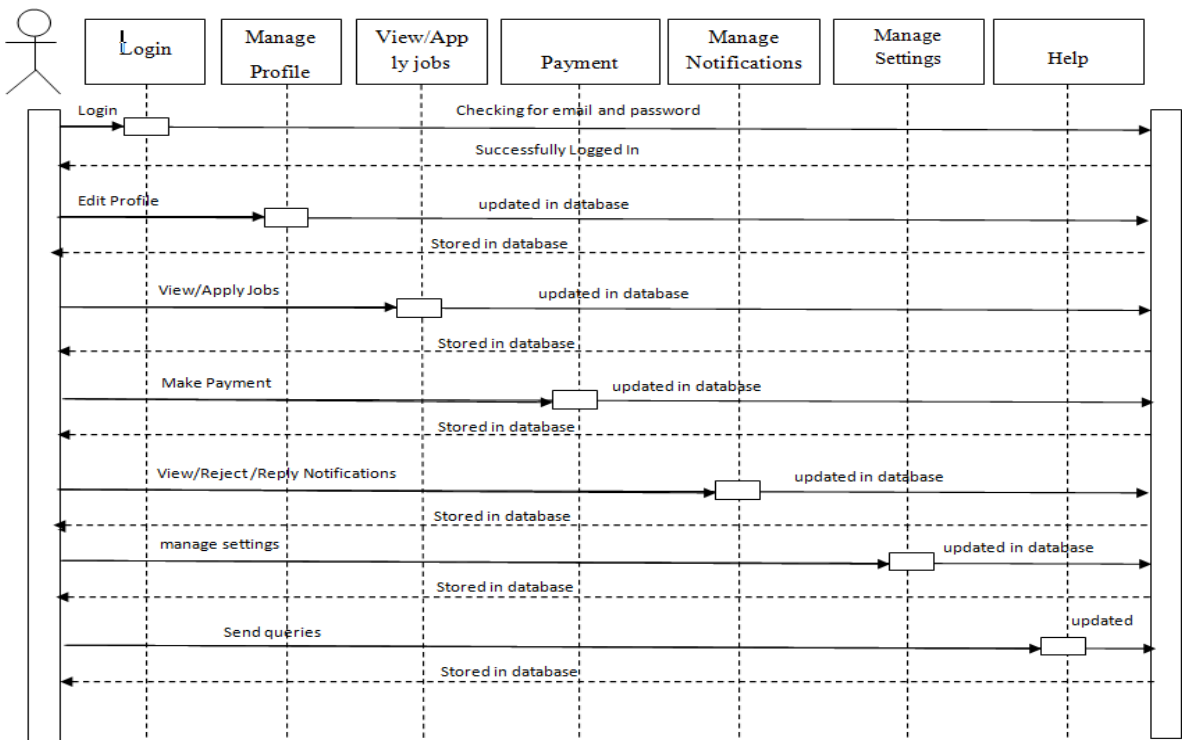 Login
Manage
Profile
View/App
ly jobs
Payment
Manage
Notifications
Manage
Settings
Help
Login
Checking for email and password
Successfully Logged In
Edit Profile
updated in database
Stored in database
View/Apply Jobs
updated in database
Stored in database
Make Payment
updated in database
Stored in database
View/Reject /Reply Notifications
updated in database
Stored in database
manage settings
updated in database
Stored in database
Send queries
updated
Stored in database